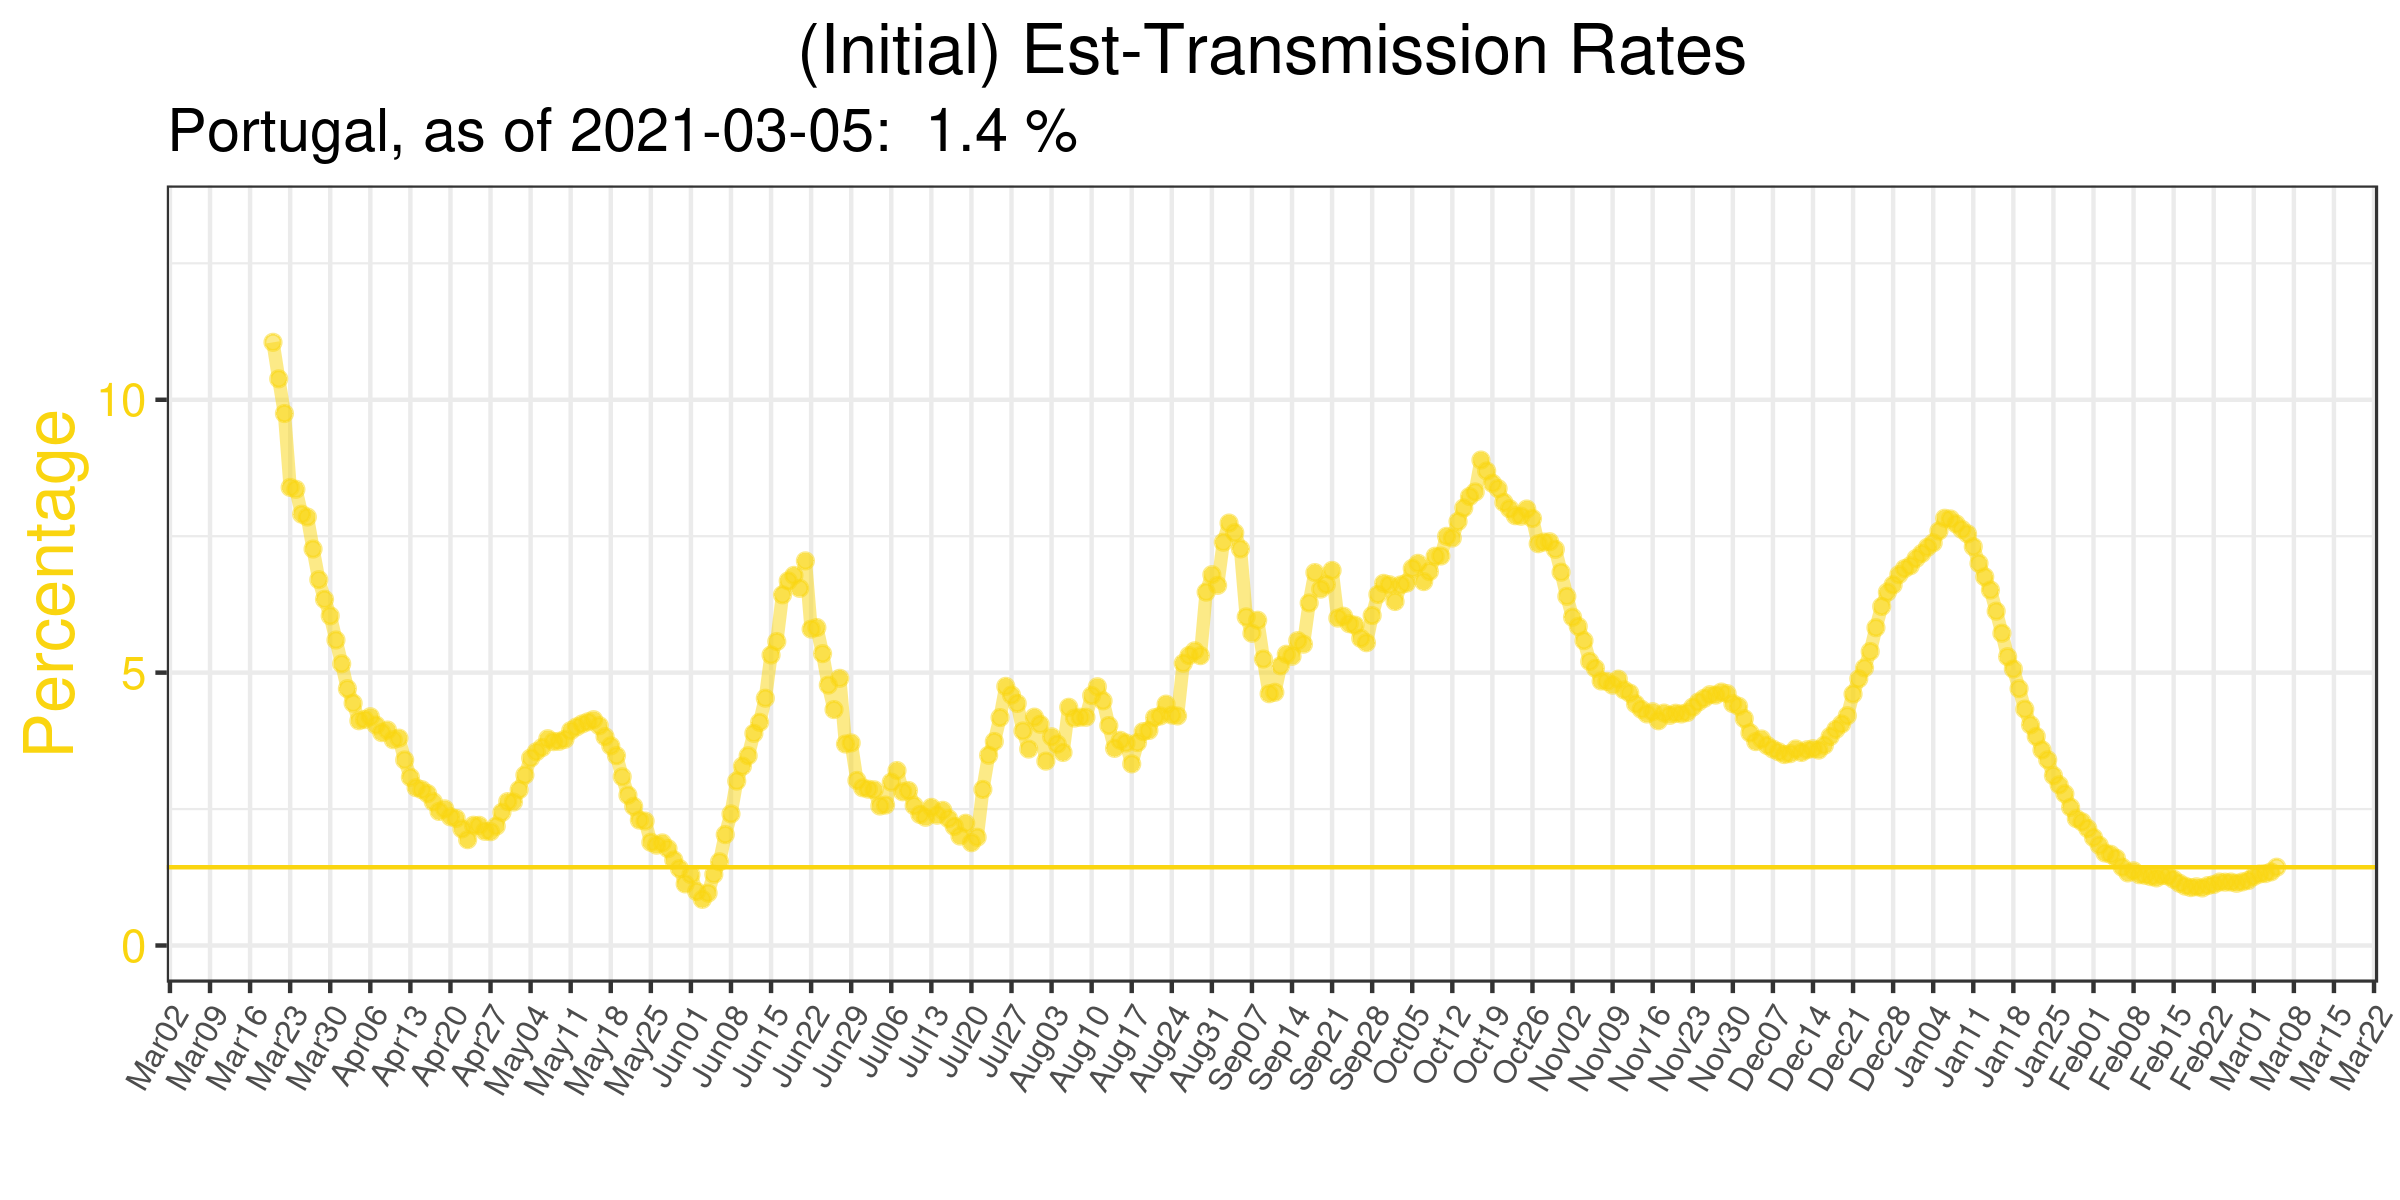 (Initial) Est-Transmission Rates
Portugal, as of 2021-03-05:  1.4 %
Percentage
10
5
0
Mar02 Mar09 Mar16 Mar23 Mar30 Apr06 Apr13 Apr20 Apr27 May04 May11 May18 May25 Jun01 Jun08 Jun15 Jun22 Jun29 Jul06 Jul13 Jul20 Jul27 Aug03 Aug10 Aug17 Aug24 Aug31 Sep07 Sep14 Sep21 Sep28 Oct05 Oct12 Oct19 Oct26 Nov02 Nov09 Nov16 Nov23 Nov30 Dec07 Dec14 Dec21 Dec28 Jan04 Jan11 Jan18 Jan25 Feb01 Feb08 Feb15 Feb22 Mar01 Mar08 Mar15 Mar22